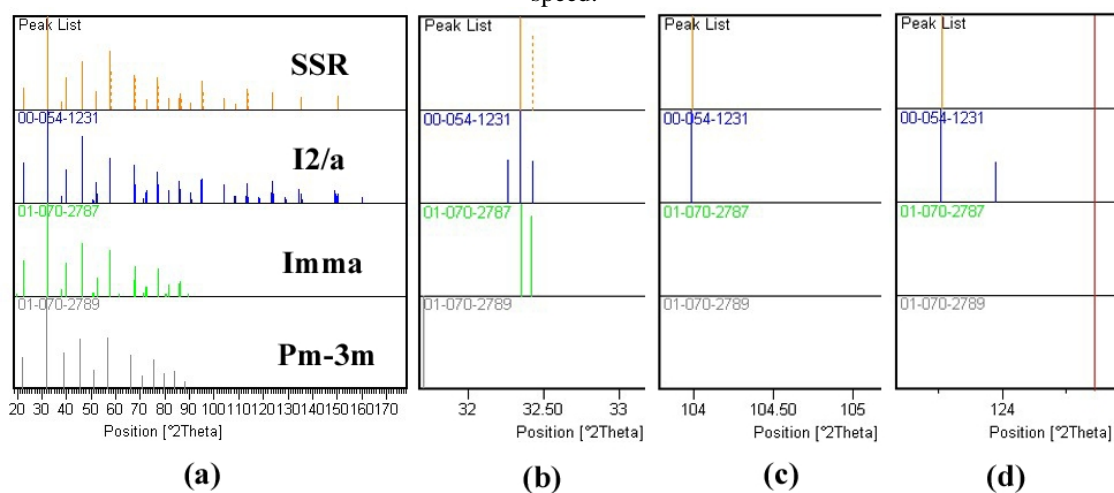 speed.
Peak List Peak List Peak List Peak List
SSR
00-054-1231 00-054-1231 00-054-1231 00-054-1231
I2/a
01-070-2787 01-070-2787 01-070-2787 01-070-2787
Imma
01-070-2789 01-070-2789 01-070-2789 01-070-2789
Pm-3m
20 30 40 50 60 70 80 90 100 110 120 130 140 150 160 170 32 32.50 33 104 104.50 105 124
Position [°2Theta] Position [°2Theta] Position [°2Theta] Position [°2Theta]
(a) (b) (c) (d)